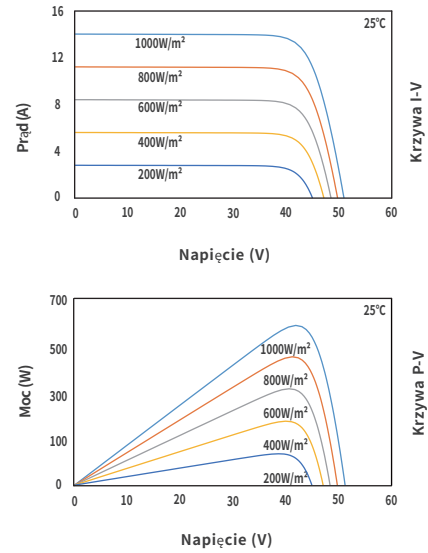 16
25°C
1000W/m²
12
800W/m²
600W/m²
8
400W/m²
4
200W/m²
0
0 10 20 30 40 50 60
Prąd (A)
Napięcie (V)
Krzywa I-V
700
25°C
500
1000W/m²
800W/m²
300
600W/m²
400W/m²
100
200W/m²
0
0 10 20 30 40 50 60
Moc (W)
Napięcie (V)
Krzywa P-V